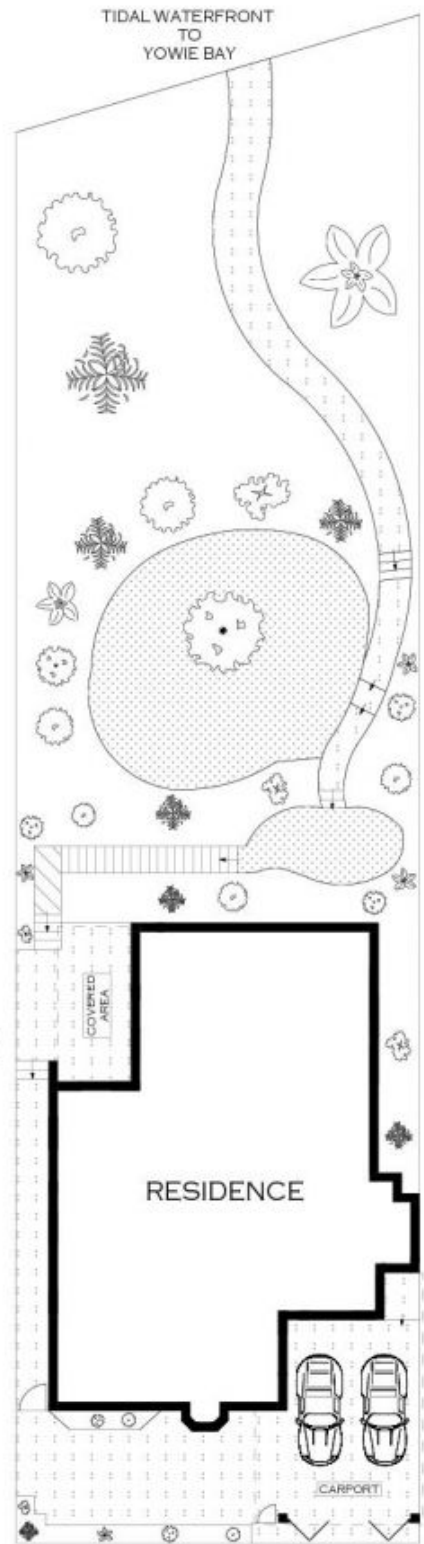 TIDAL WATERFRONT
TO
YOWIE BAY
COVERED
AREA
RESIDENCE
CARPORT